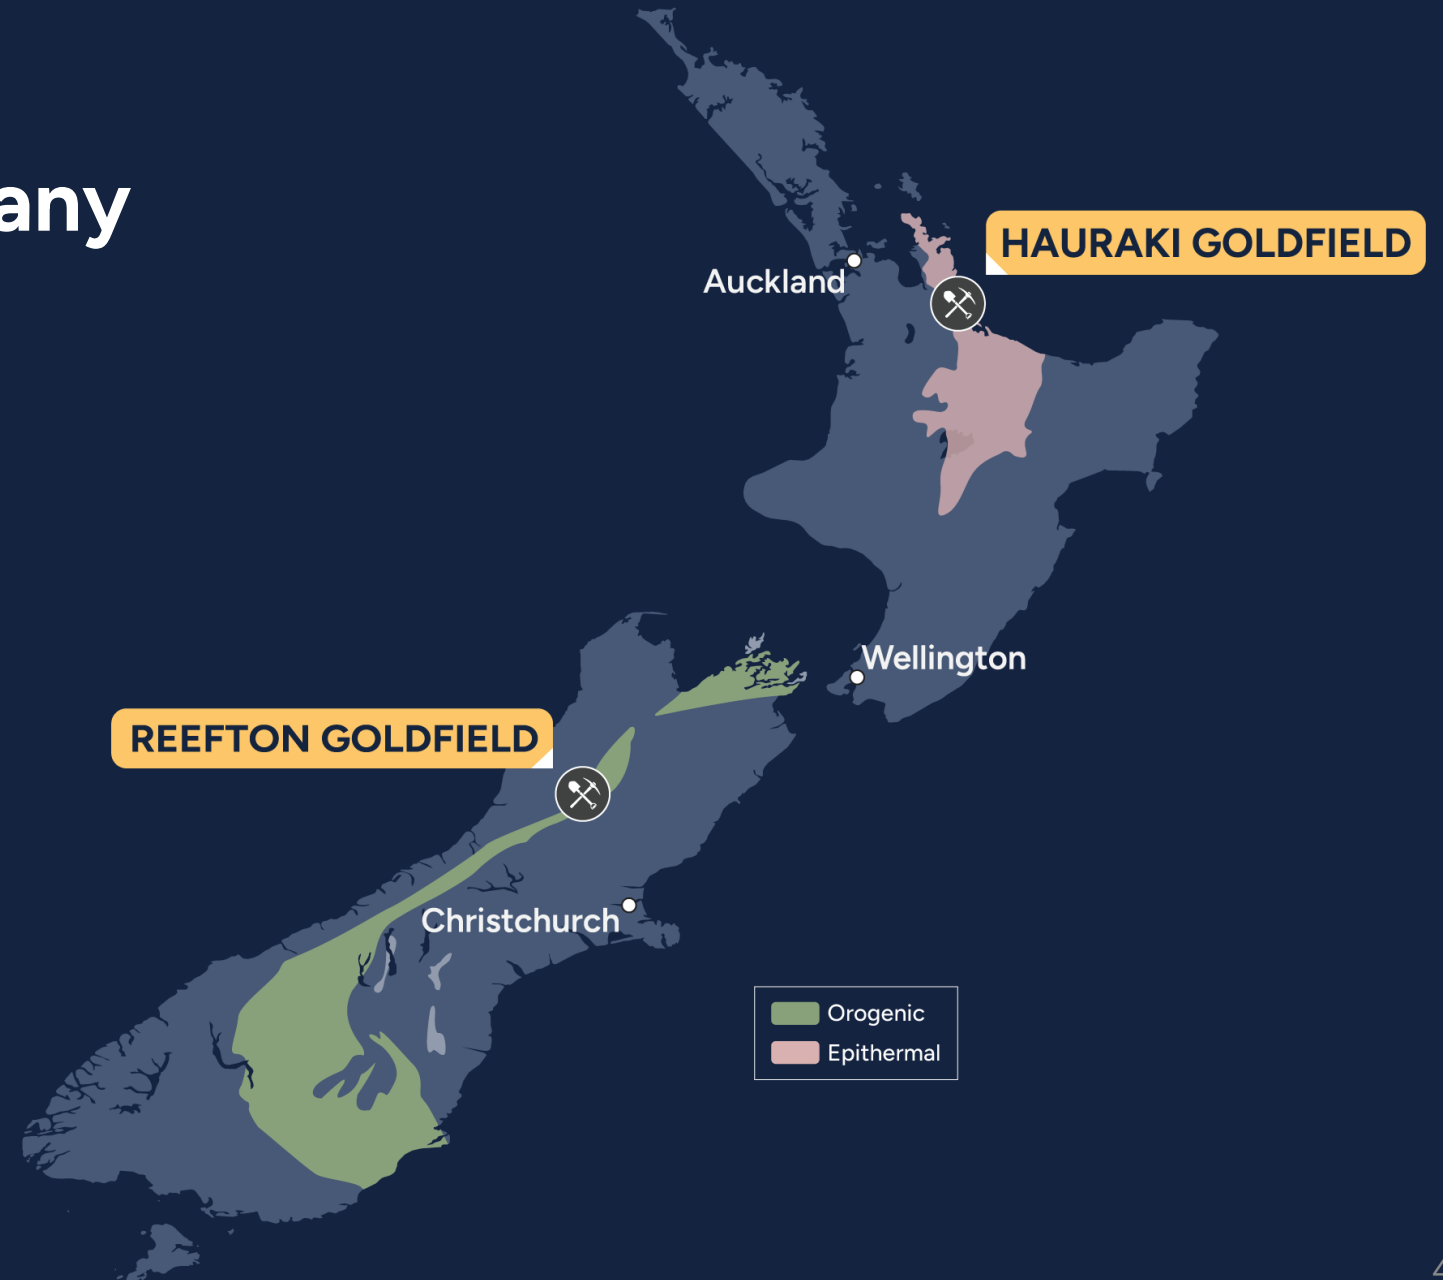 any
HAURAKI GOLDFIELD
Auckland
Wellington
REEFTON GOLDFIELD
Christchurch
Orogenic
Epithermal